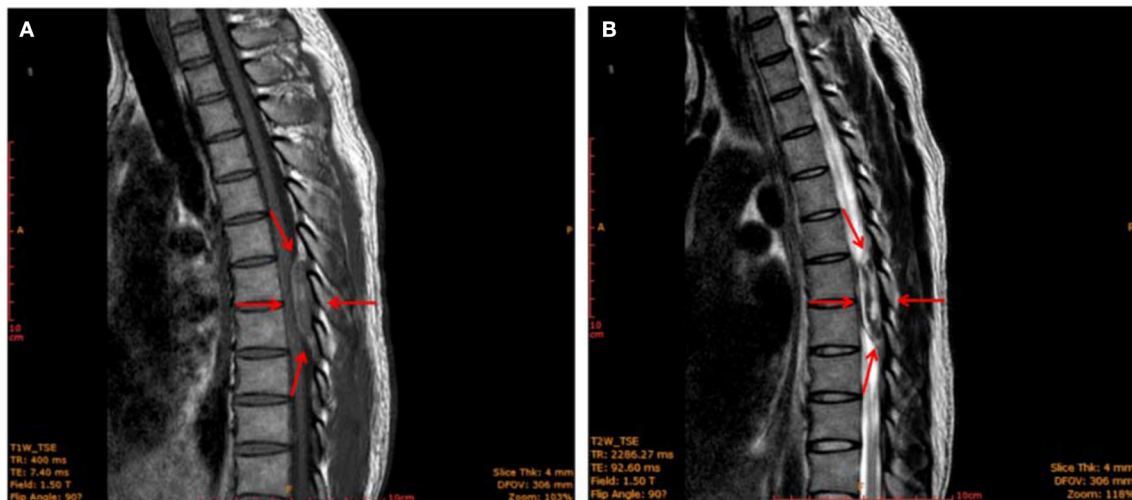 A
A
P
10
cm
T1W_TSE
TR: 400 ms
TE: 7.40 ms
Field: 1.50 T
Flip Angle: 90?
F
10cm
Slice Thk: 4 mm
DFOV: 306 mm
Zoom: 103%
B
A
P
10
cm
T2W_TSE
TR: 2286.27 ms
TE: 92.60 ms
Field: 1.50 T
Flip Angle: 90?
F
10cm
Slice Thk: 4 mm
DFOV: 306 mm
Zoom: 118%